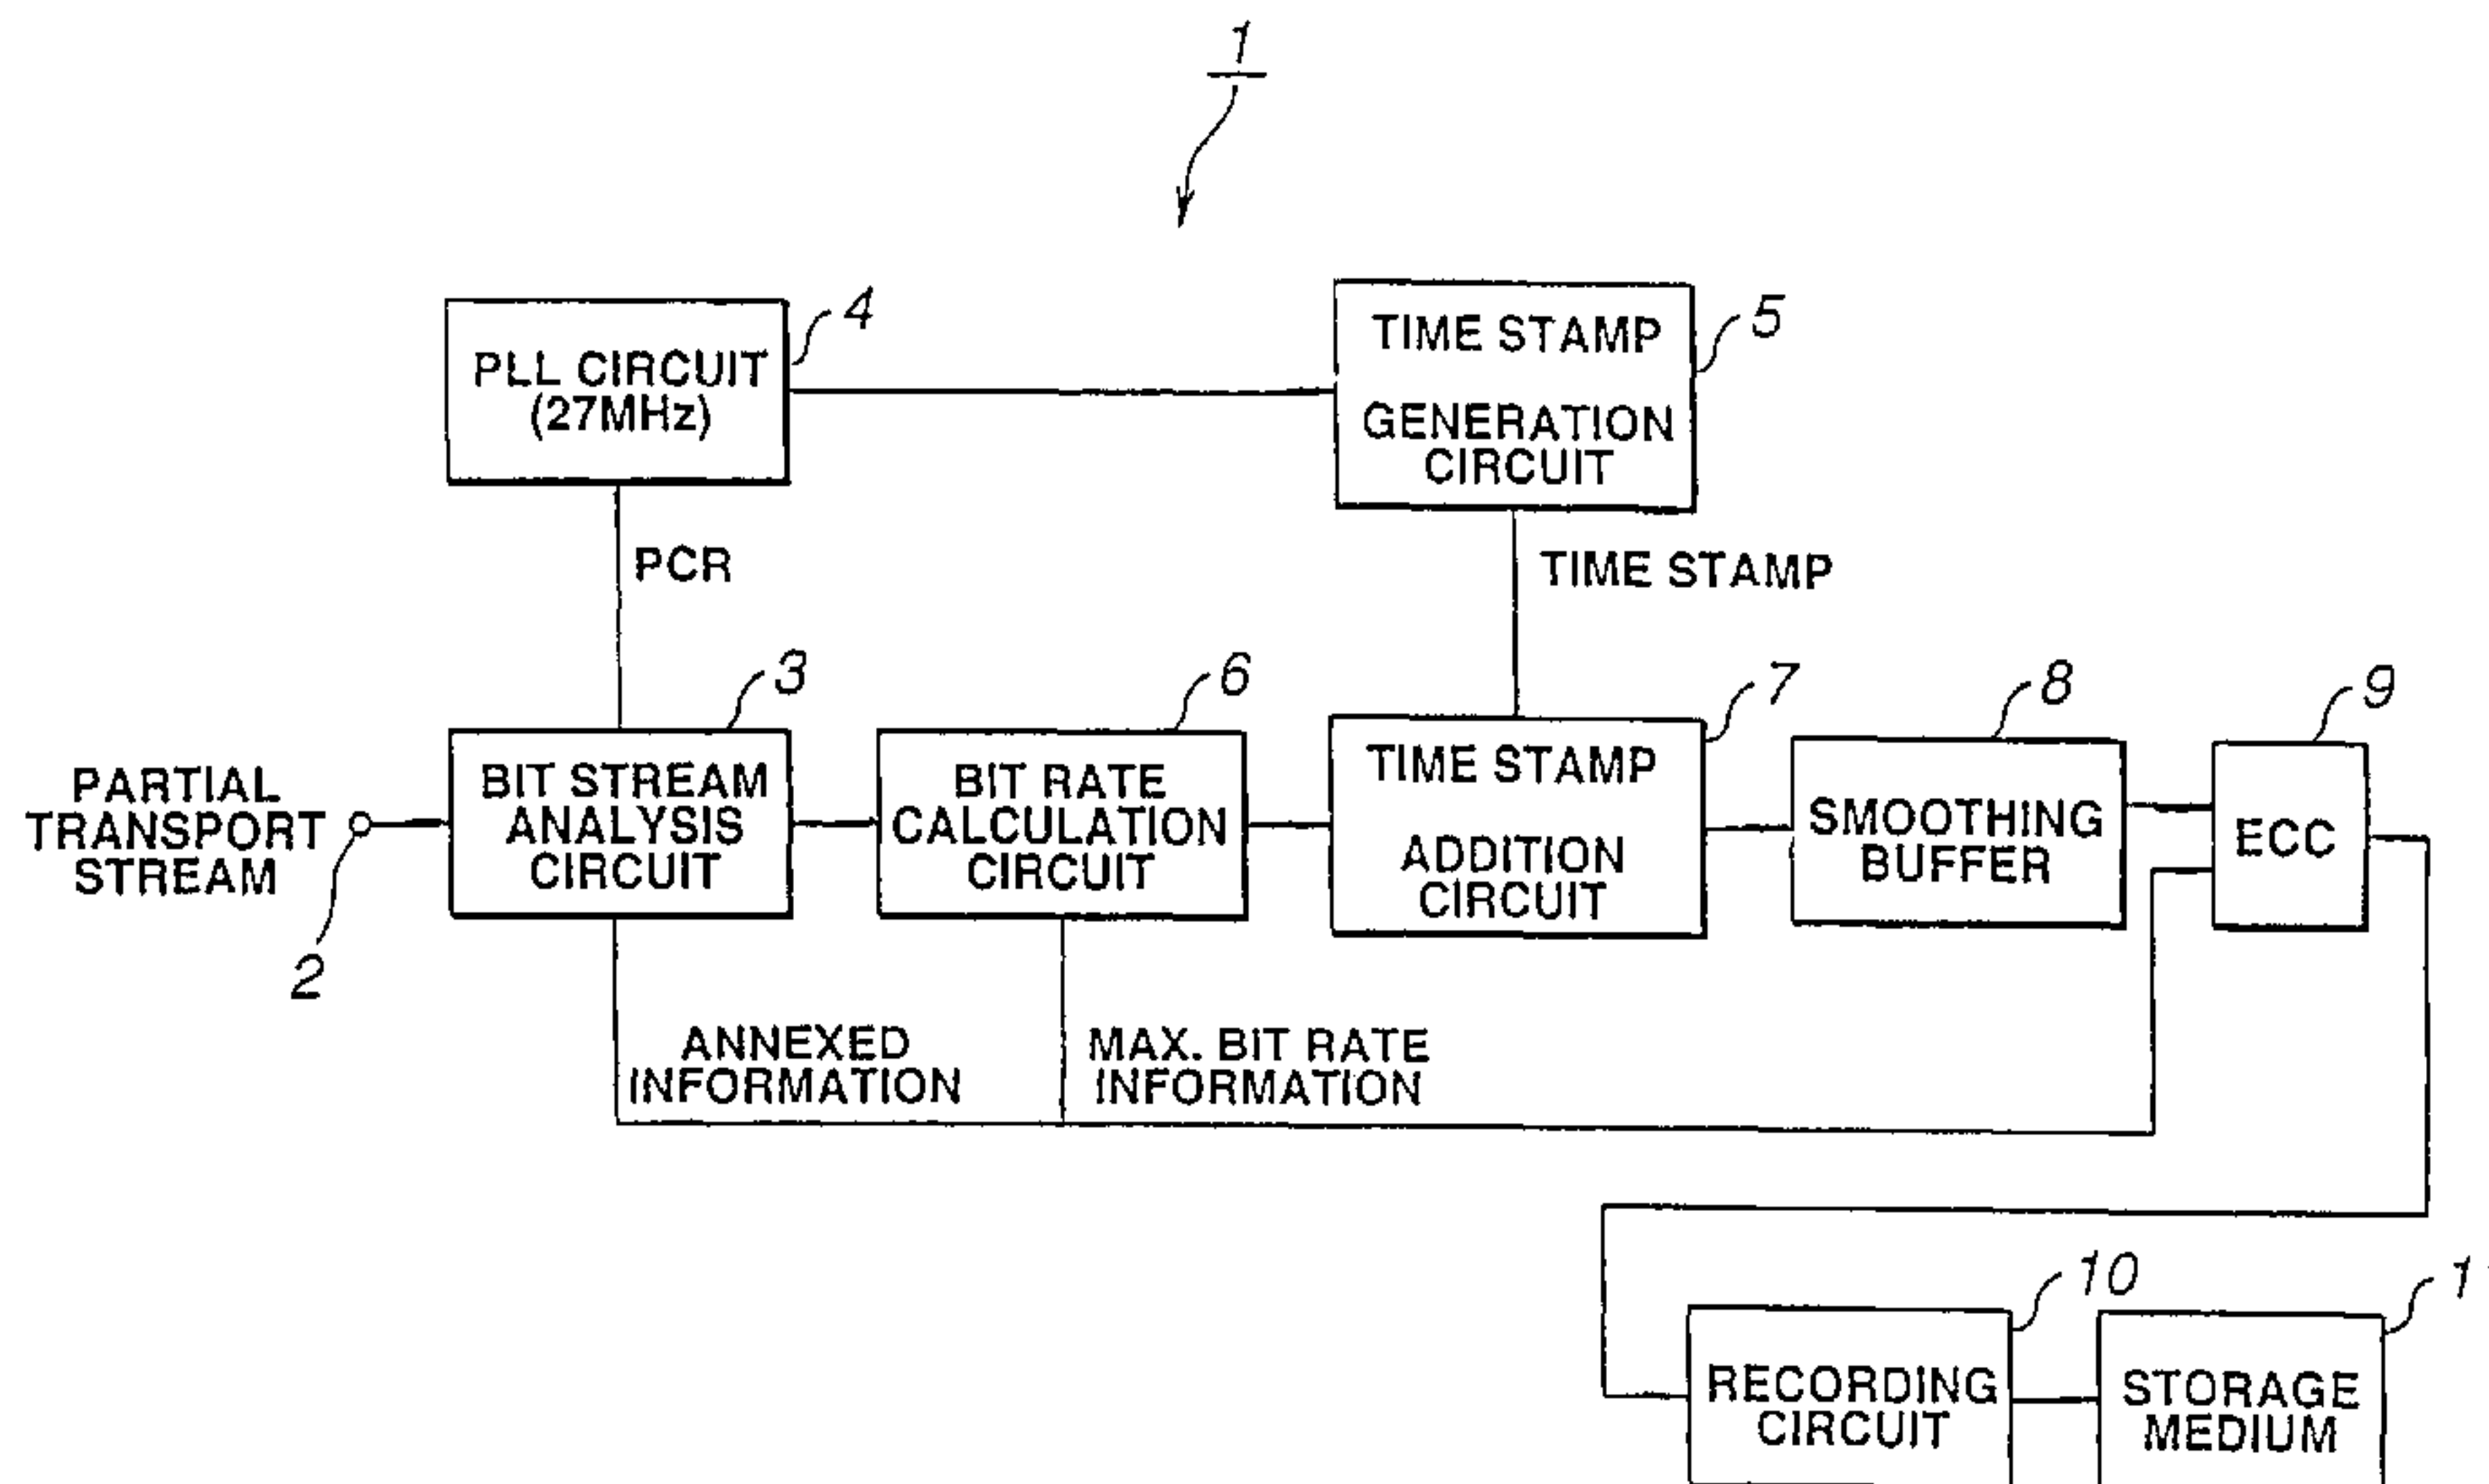 1
PLL CIRCUIT
(27MHz)
4
TIME STAMP
GENERATION
CIRCUIT
5
PCR
TIME STAMP
PARTIAL
TRANSPORT
STREAM
2
BIT STREAM
ANALYSIS
CIRCUIT
3
BIT RATE
CALCULATION
CIRCUIT
6
TIME STAMP
ADDITION
CIRCUIT
7
SMOOTHING
BUFFER
8
ECC
9
ANNEXED
INFORMATION
MAX. BIT RATE
INFORMATION
RECORDING
CIRCUIT
10
STORAGE
MEDIUM